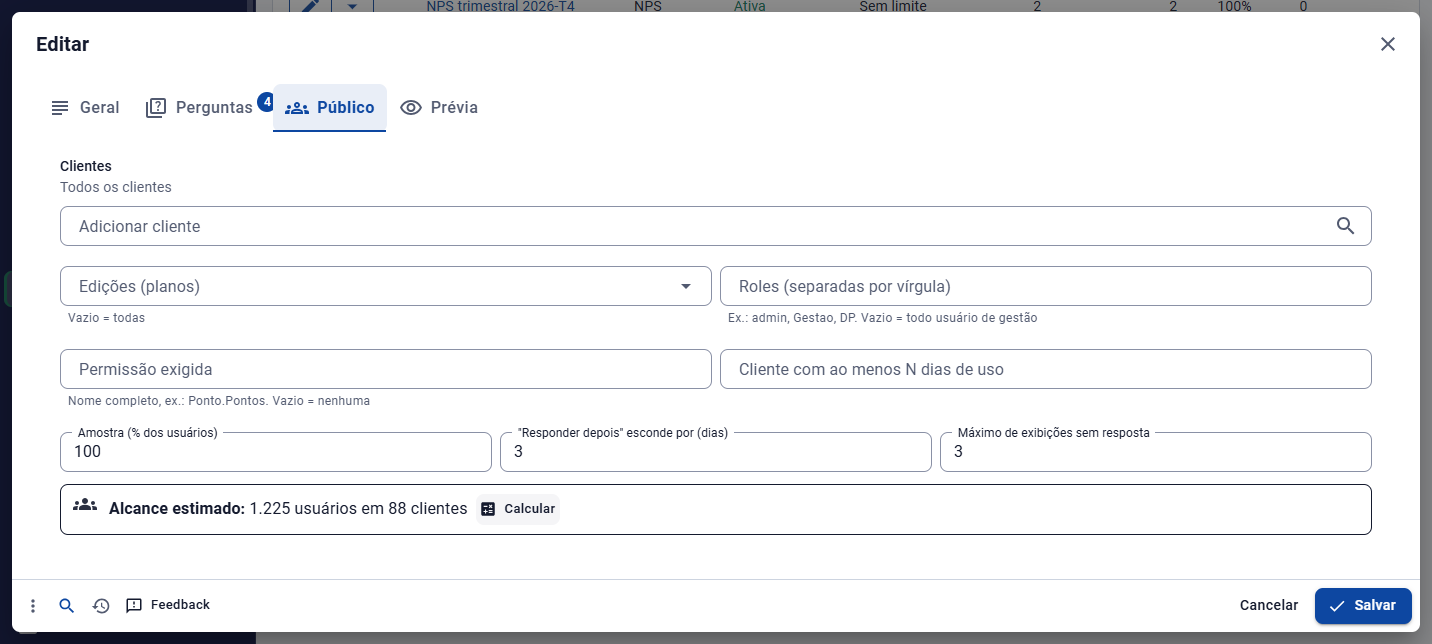 NPS trimestral 2026-T4 NPS Ativa Sem limite 2 2 100% 0
Editar
Geral Perguntas 4 Público Prévia
Clientes
Todos os clientes
Adicionar cliente
Edições (planos) Roles (separadas por vírgula)
Vazio = todas Ex.: admin, Gestao, DP. Vazio = todo usuário de gestão
Permissão exigida Cliente com ao menos N dias de uso
Nome completo, ex.: Ponto.Pontos. Vazio = nenhuma
Amostra (% dos usuários) "Responder depois" esconde por (dias) Máximo de exibições sem resposta
100 3 3
Alcance estimado: 1.225 usuários em 88 clientes Calcular
Feedback Cancelar Salvar